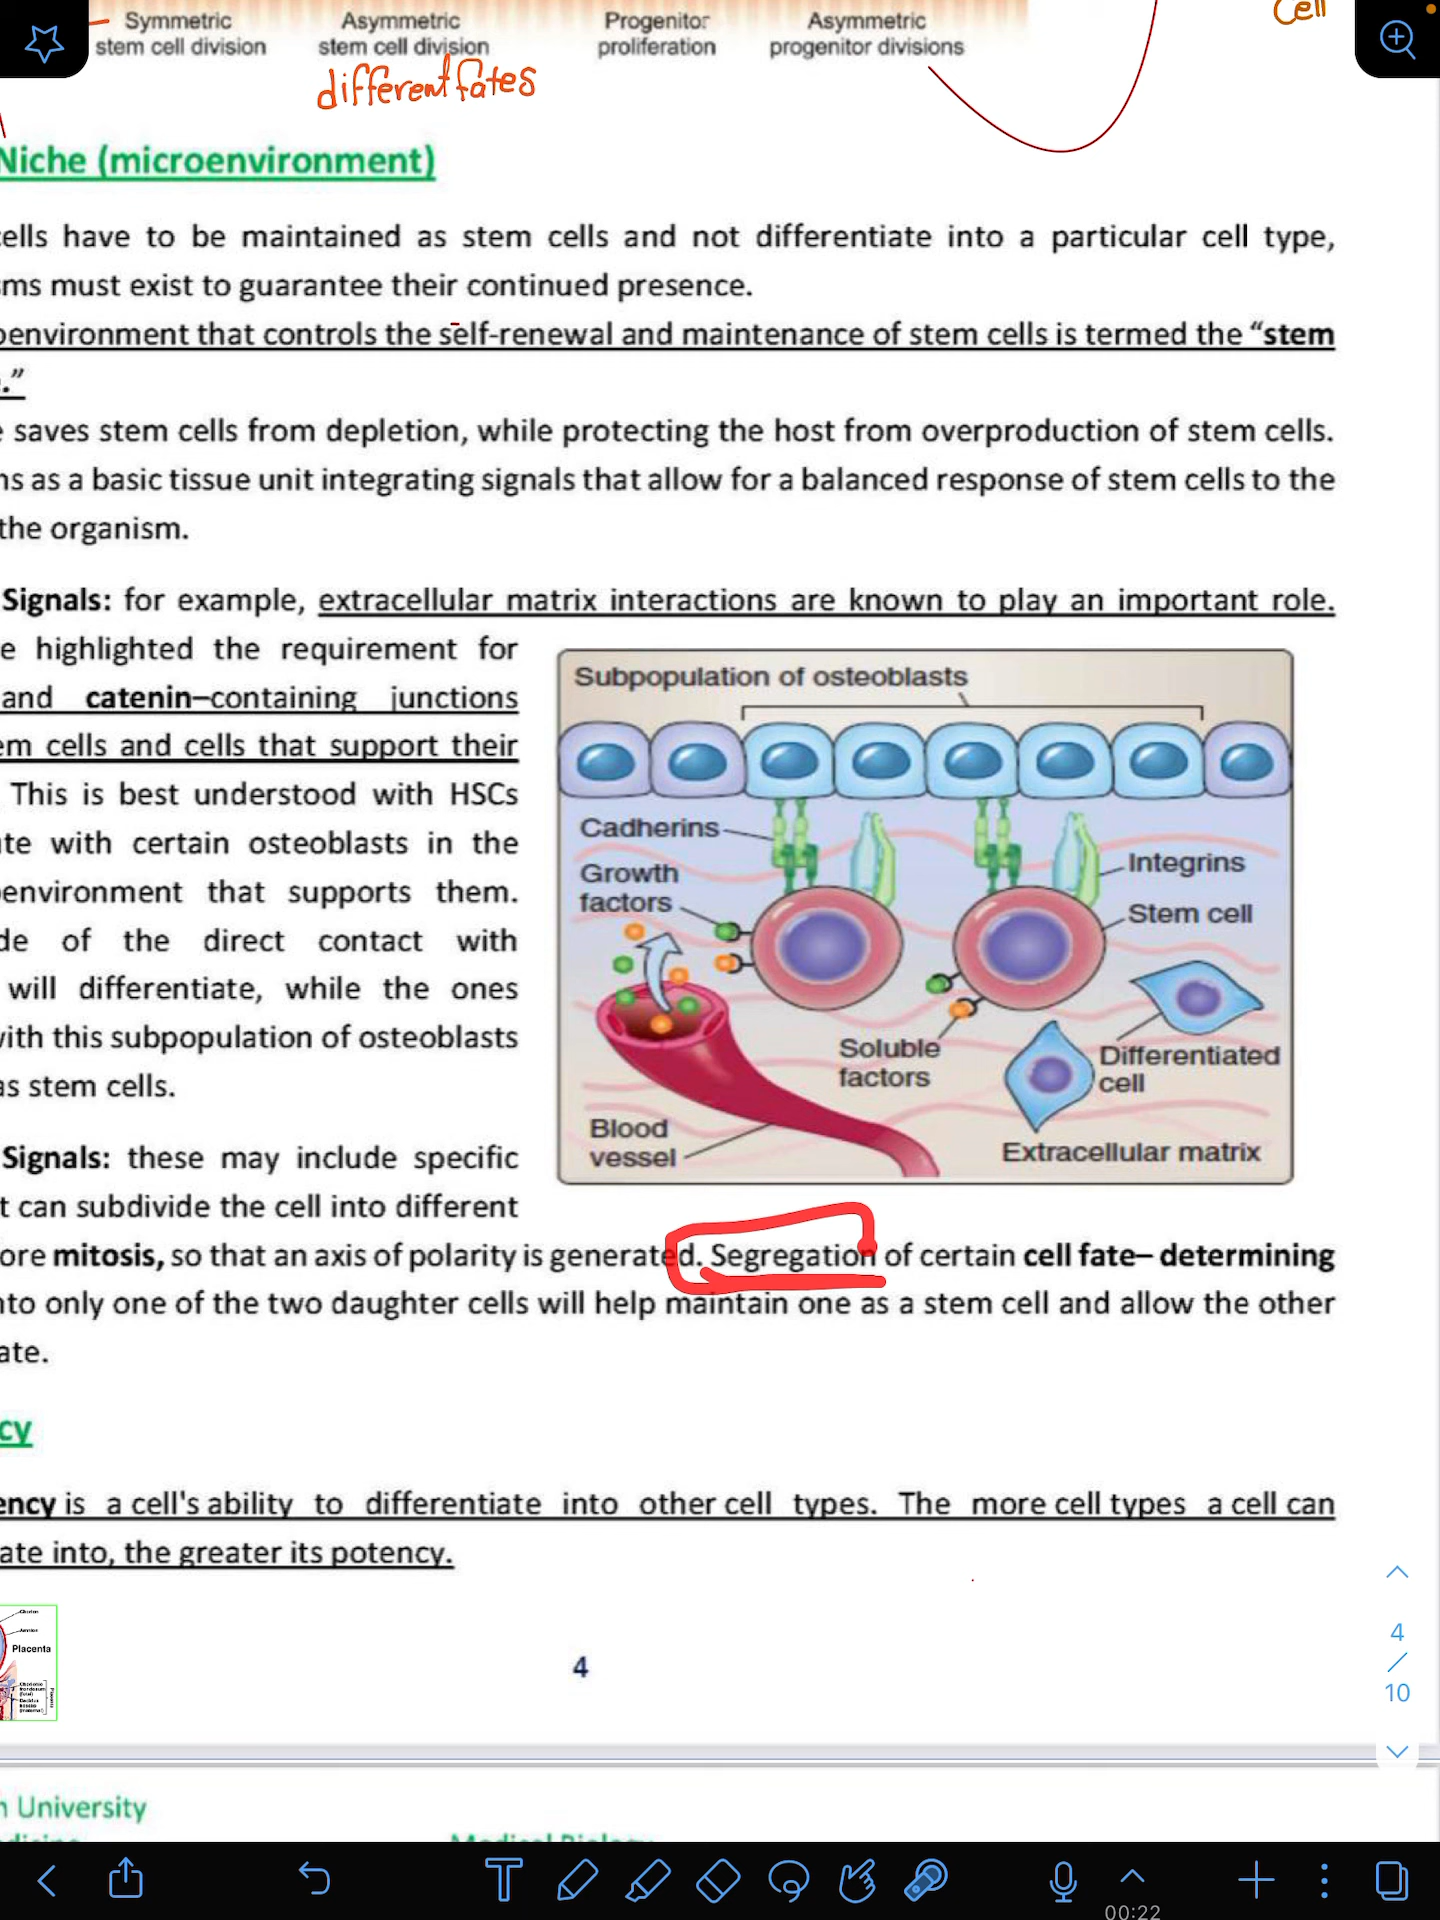 Symmetric
stem cell division
Asymmetric
stem cell division
Progenitor
proliferation
Asymmetric
progenitor divisions
Cell
different fates
Niche (microenvironment)
cells have to be maintained as stem cells and not differentiate into a particular cell type,
sms must exist to guarantee their continued presence.
oenvironment that controls the self-renewal and maintenance of stem cells is termed the “stem
.”
e saves stem cells from depletion, while protecting the host from overproduction of stem cells.
ns as a basic tissue unit integrating signals that allow for a balanced response of stem cells to the
the organism.
Signals: for example, extracellular matrix interactions are known to play an important role.
e highlighted the requirement for
and catenin–containing junctions
em cells and cells that support their
This is best understood with HSCs
ate with certain osteoblasts in the
oenvironment that supports them.
de of the direct contact with
will differentiate, while the ones
with this subpopulation of osteoblasts
as stem cells.
Subpopulation of osteoblasts
Cadherins
Growth
factors
Integrins
Stem cell
Soluble
factors
Differentiated
cell
Blood
vessel
Extracellular matrix
Signals: these may include specific
t can subdivide the cell into different
ore mitosis, so that an axis of polarity is generated. Segregation of certain cell fate– determining
nto only one of the two daughter cells will help maintain one as a stem cell and allow the other
ate.
cy
ency is a cell's ability to differentiate into other cell types. The more cell types a cell can
ate into, the greater its potency.
Chorion
Amnion
Placenta
4
4
/
10
n University
Medical Biology
00:22